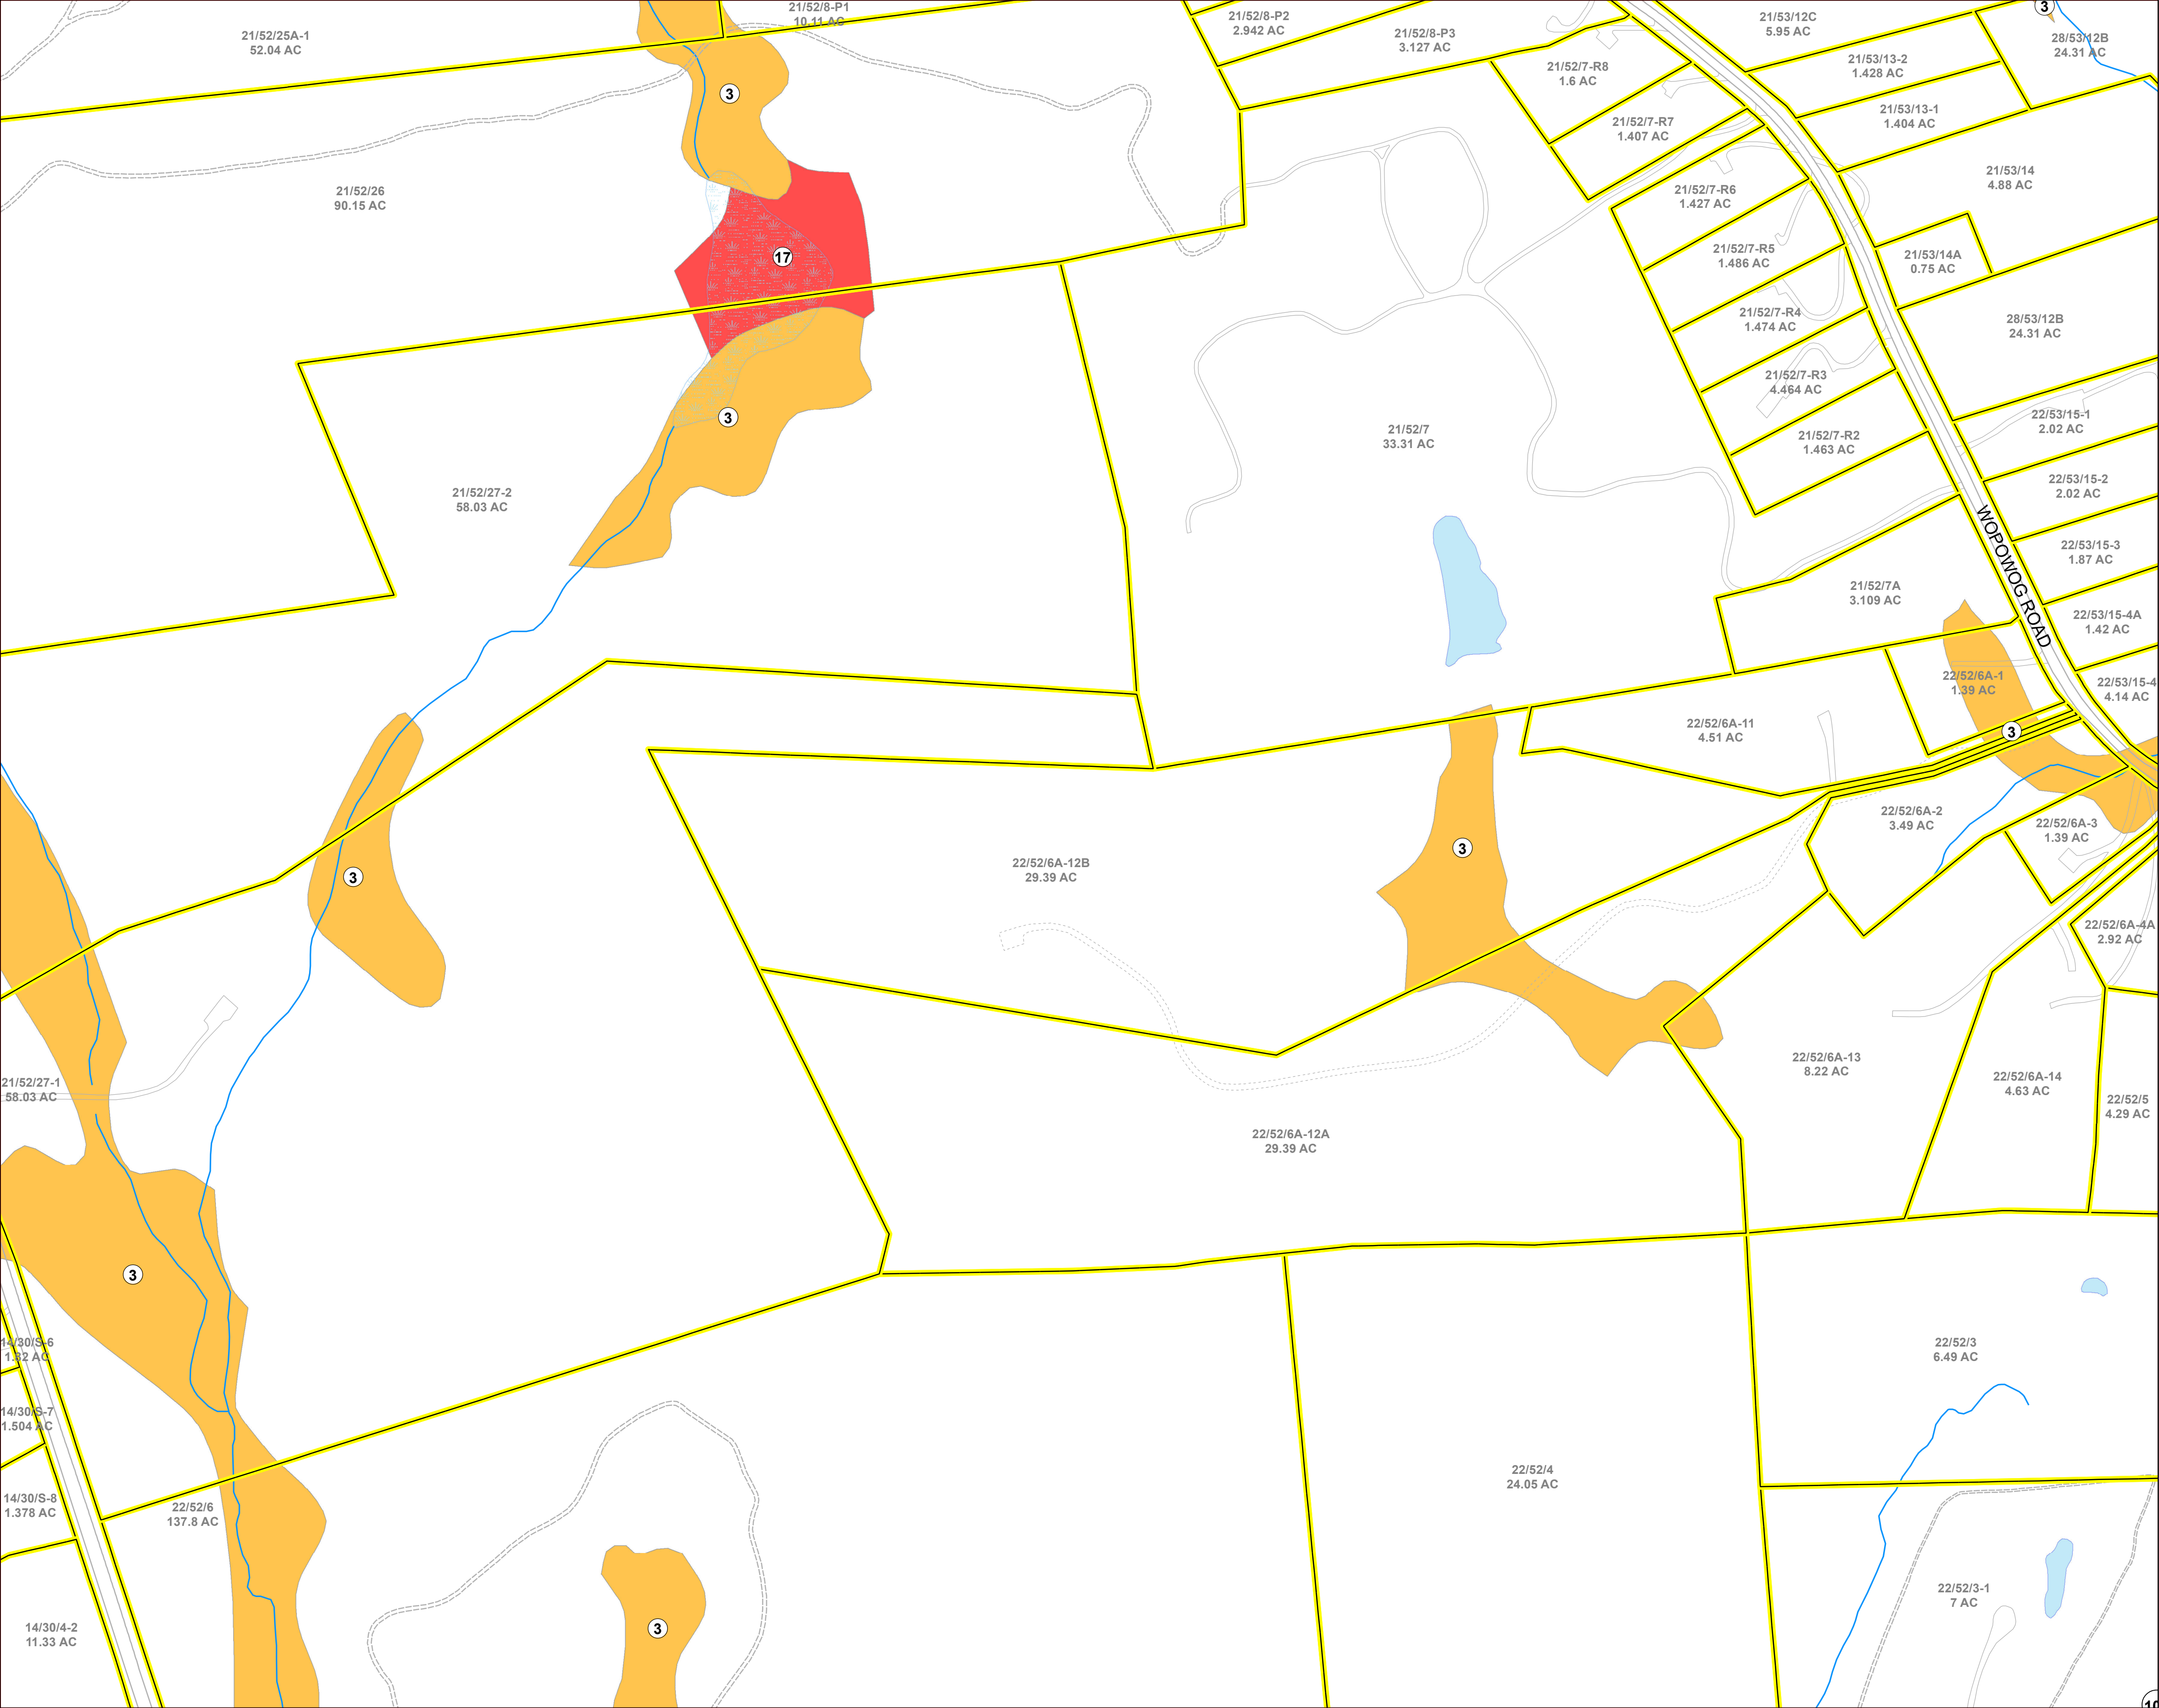 21/52/8-P1
10.11 AC
21/52/25A-1
52.04 AC
21/52/8-P2
2.942 AC
21/52/8-P3
3.127 AC
21/53/12C
5.95 AC
3
28/53/12B
24.31 AC
21/53/13-2
1.428 AC
21/52/7-R8
1.6 AC
3
21/53/13-1
1.404 AC
21/52/7-R7
1.407 AC
21/53/14
4.88 AC
21/52/26
90.15 AC
21/52/7-R6
1.427 AC
21/52/7-R5
1.486 AC
21/53/14A
0.75 AC
17
21/52/7-R4
1.474 AC
28/53/12B
24.31 AC
21/52/7-R3
4.464 AC
3
22/53/15-1
2.02 AC
21/52/7
33.31 AC
21/52/7-R2
1.463 AC
22/53/15-2
2.02 AC
21/52/27-2
58.03 AC
WOPOWOG ROAD
22/53/15-3
1.87 AC
21/52/7A
3.109 AC
22/53/15-4A
1.42 AC
22/52/6A-1
1.39 AC
22/53/15-4
4.14 AC
22/52/6A-11
4.51 AC
3
22/52/6A-2
3.49 AC
22/52/6A-3
1.39 AC
3
22/52/6A-12B
29.39 AC
3
22/52/6A-4A
2.92 AC
22/52/6A-13
8.22 AC
21/52/27-1
58.03 AC
22/52/6A-14
4.63 AC
22/52/5
4.29 AC
22/52/6A-12A
29.39 AC
3
14/30/S-6
1.32 AC
22/52/3
6.49 AC
14/30/S-7
1.504 AC
22/52/4
24.05 AC
14/30/S-8
1.378 AC
22/52/6
137.8 AC
22/52/3-1
7 AC
14/30/4-2
11.33 AC
3